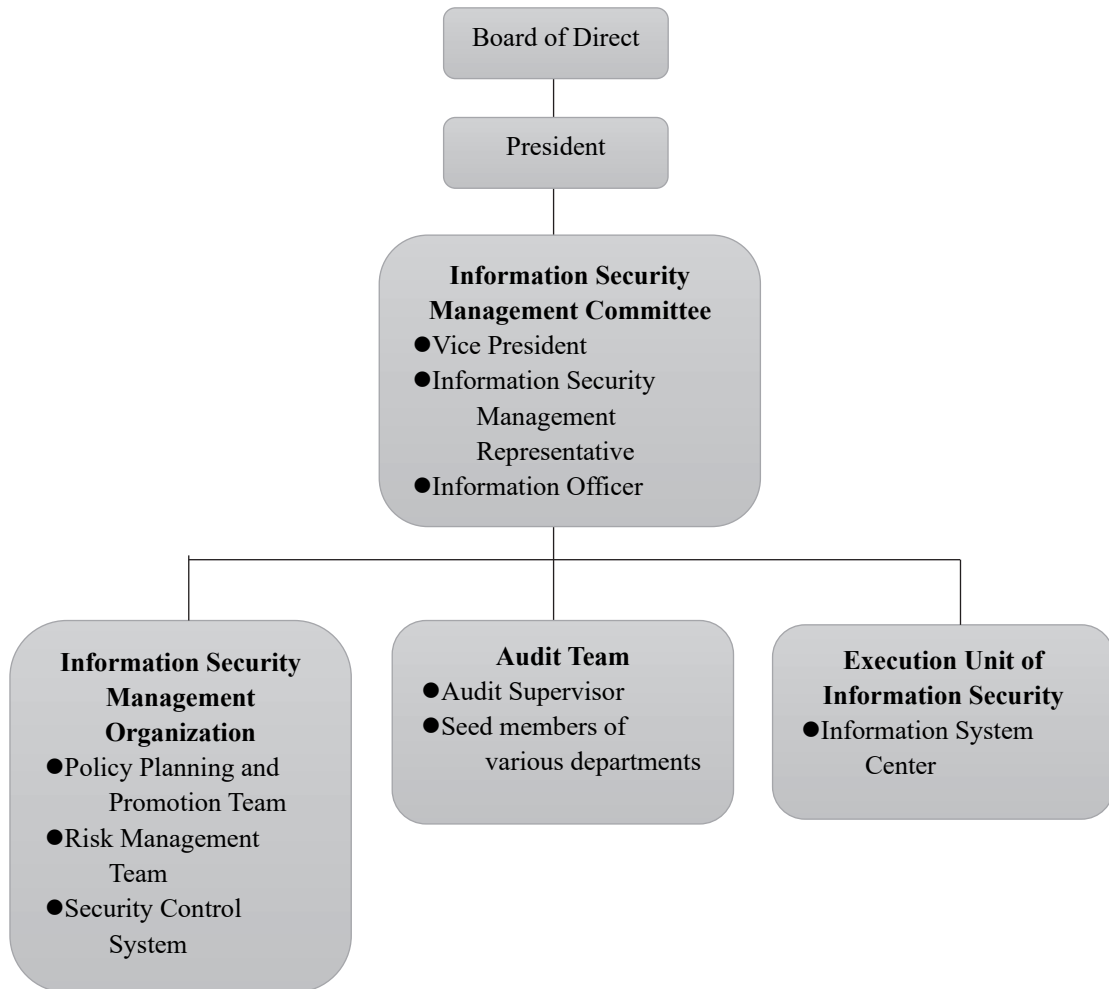 Board of Direct
President
Information Security
Management Committee
●Vice President
●Information Security
Management
Representative
●Information Officer
Information Security
Management
Organization
●Policy Planning and
Promotion Team
●Risk Management
Team
●Security Control
System
Audit Team
●Audit Supervisor
●Seed members of
various departments
Execution Unit of
Information Security
●Information System
Center